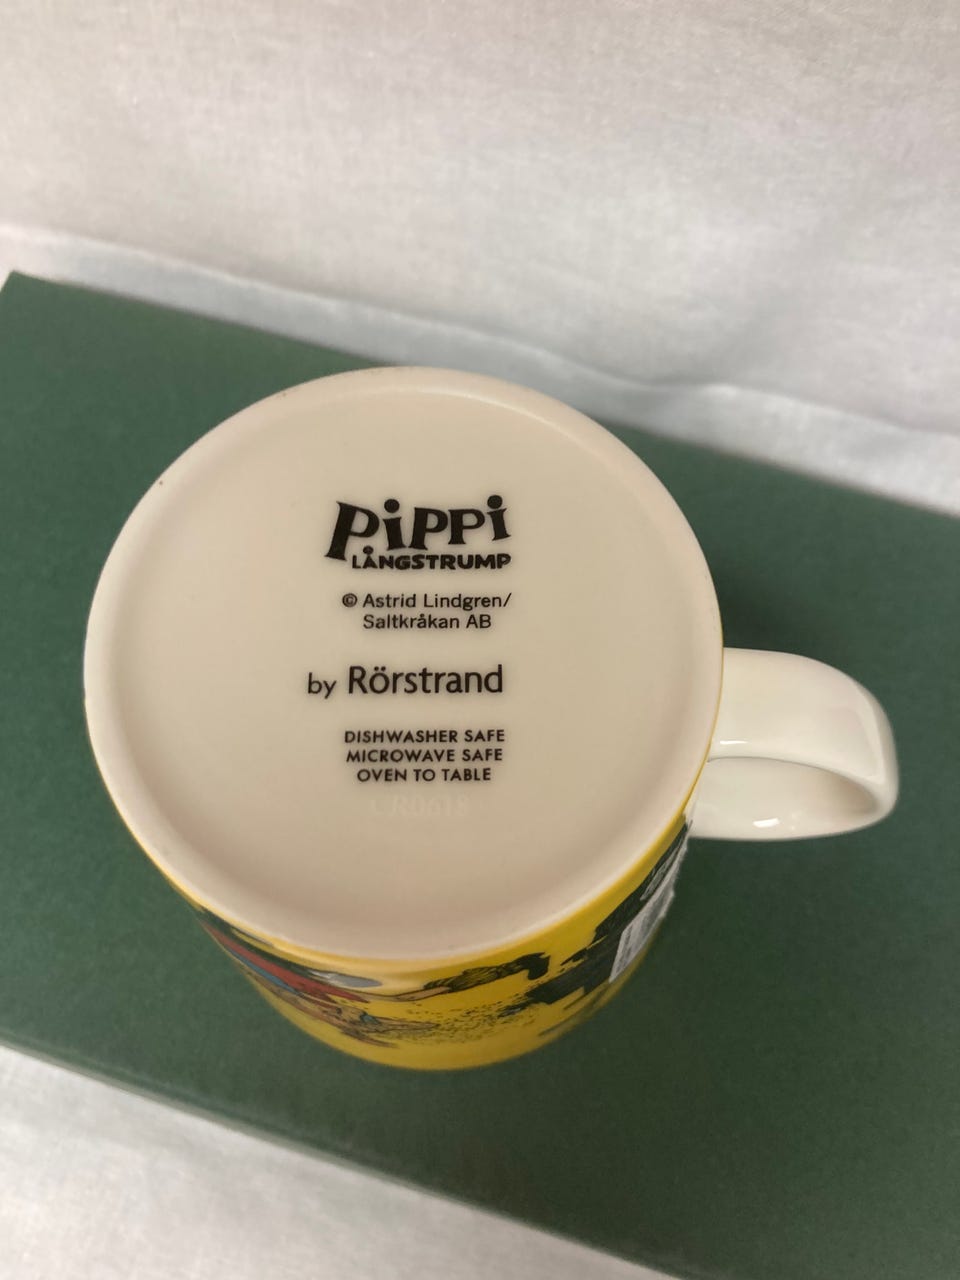 PiPPi
LÅNGSTRUMP
© Astrid Lindgren/
Saltkråkan AB
by Rörstrand
DISHWASHER SAFE
MICROWAVE SAFE
OVEN TO TABLE